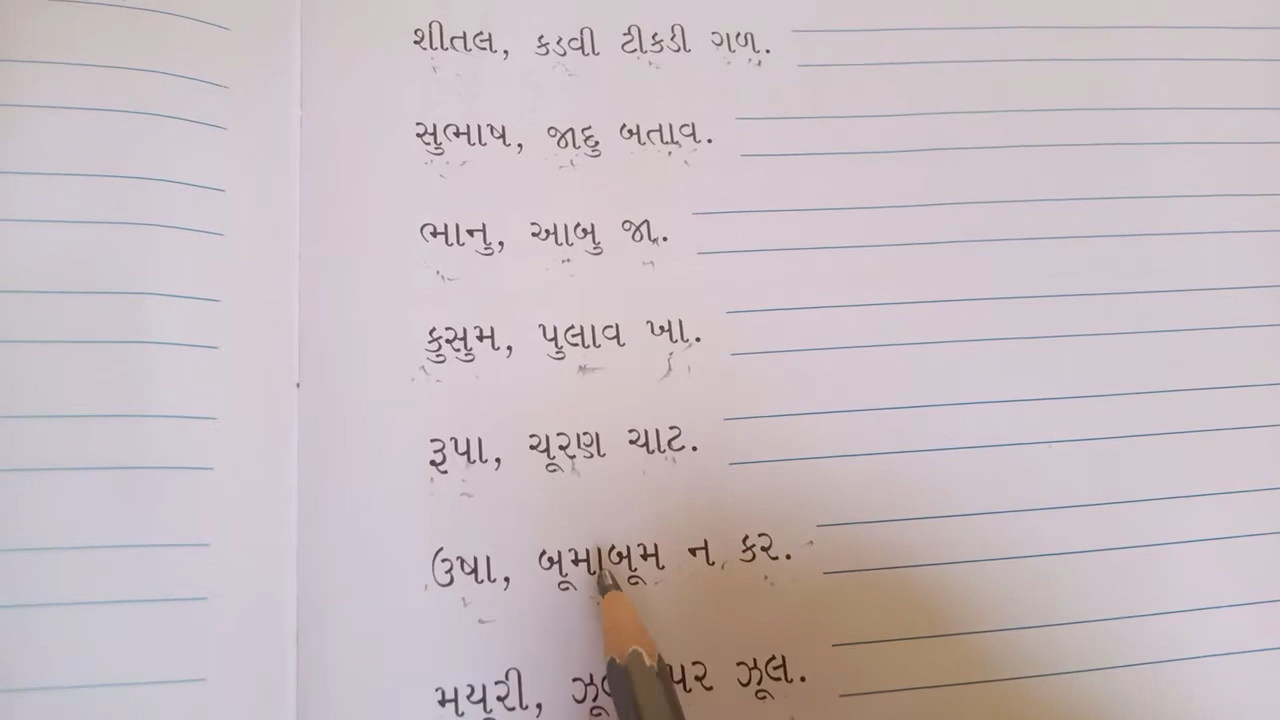 શીતલ, કડવી ટીકડી ગળ.
સુભાષ, જાદુ બતાવ.
ભાનુ, આબુ જા.
કુસુમ, પુલાવ ખા.
રૂપા, ચૂરણ ચાટ.
ઉષા, બૂમાબૂમ ન કર.
મયૂરી, પર ઝૂલ.